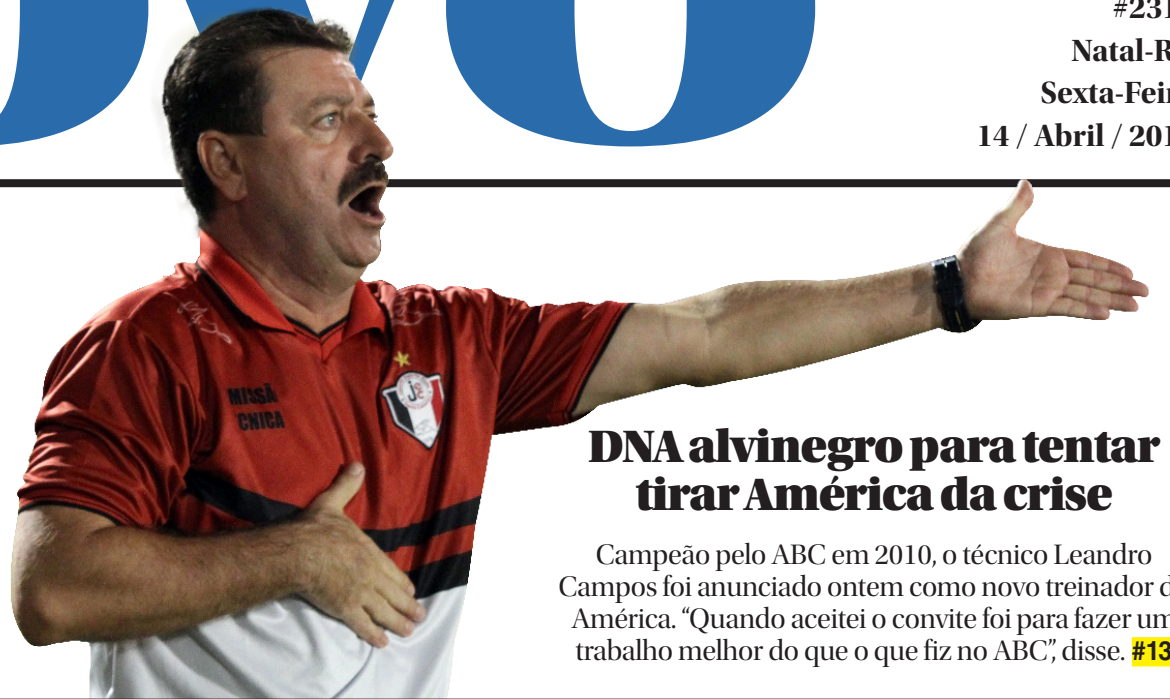 #231
Natal-R
Sexta-Feir
14 / Abril / 201
MISSÃ
CNICA
DNA alvinegro para tentar
tirar América da crise
Campeão pelo ABC em 2010, o técnico Leandro
Campos foi anunciado ontem como novo treinador d
América. “Quando aceitei o convite foi para fazer um
trabalho melhor do que o que fiz no ABC”, disse. #13